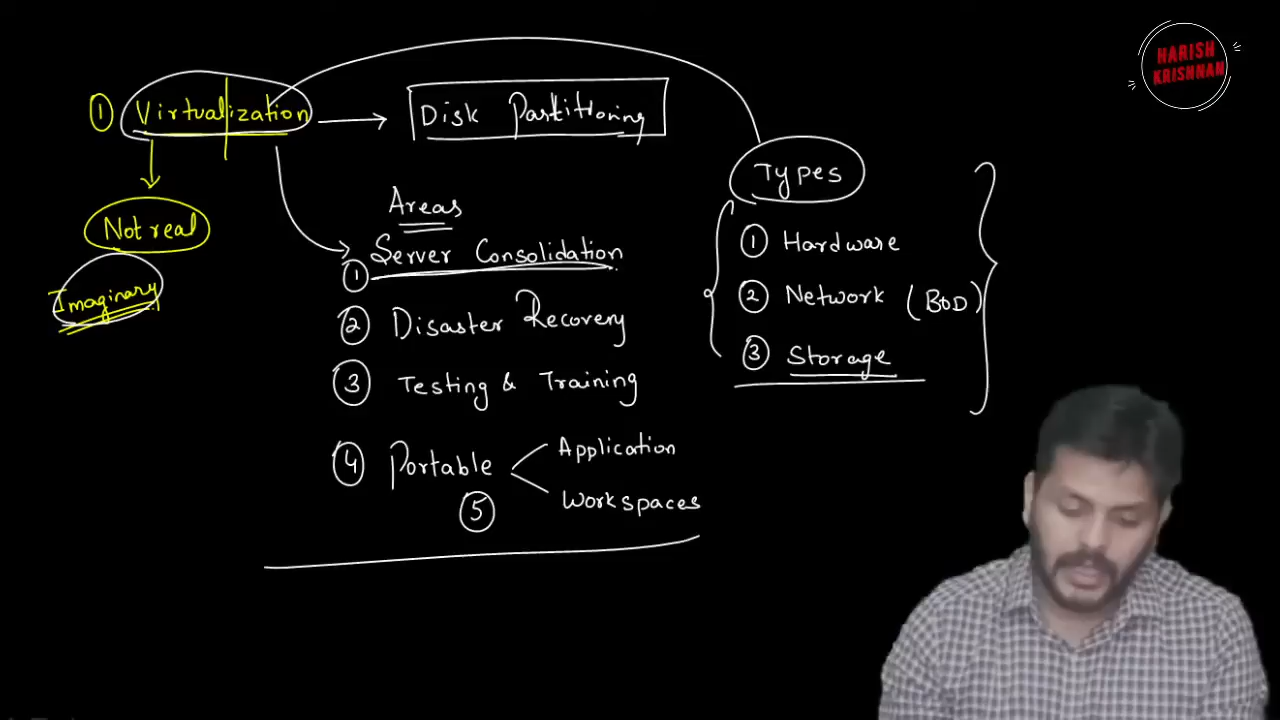 HARISH
KRISHNAN
① Virtualization → Disk Partitioning
Not real
Imaginary
Areas
① Server Consolidation
② Disaster Recovery
③ Testing & Training
④ Portable
Application
⑤ Workspaces
Types
① Hardware
② Network (BOD)
③ Storage